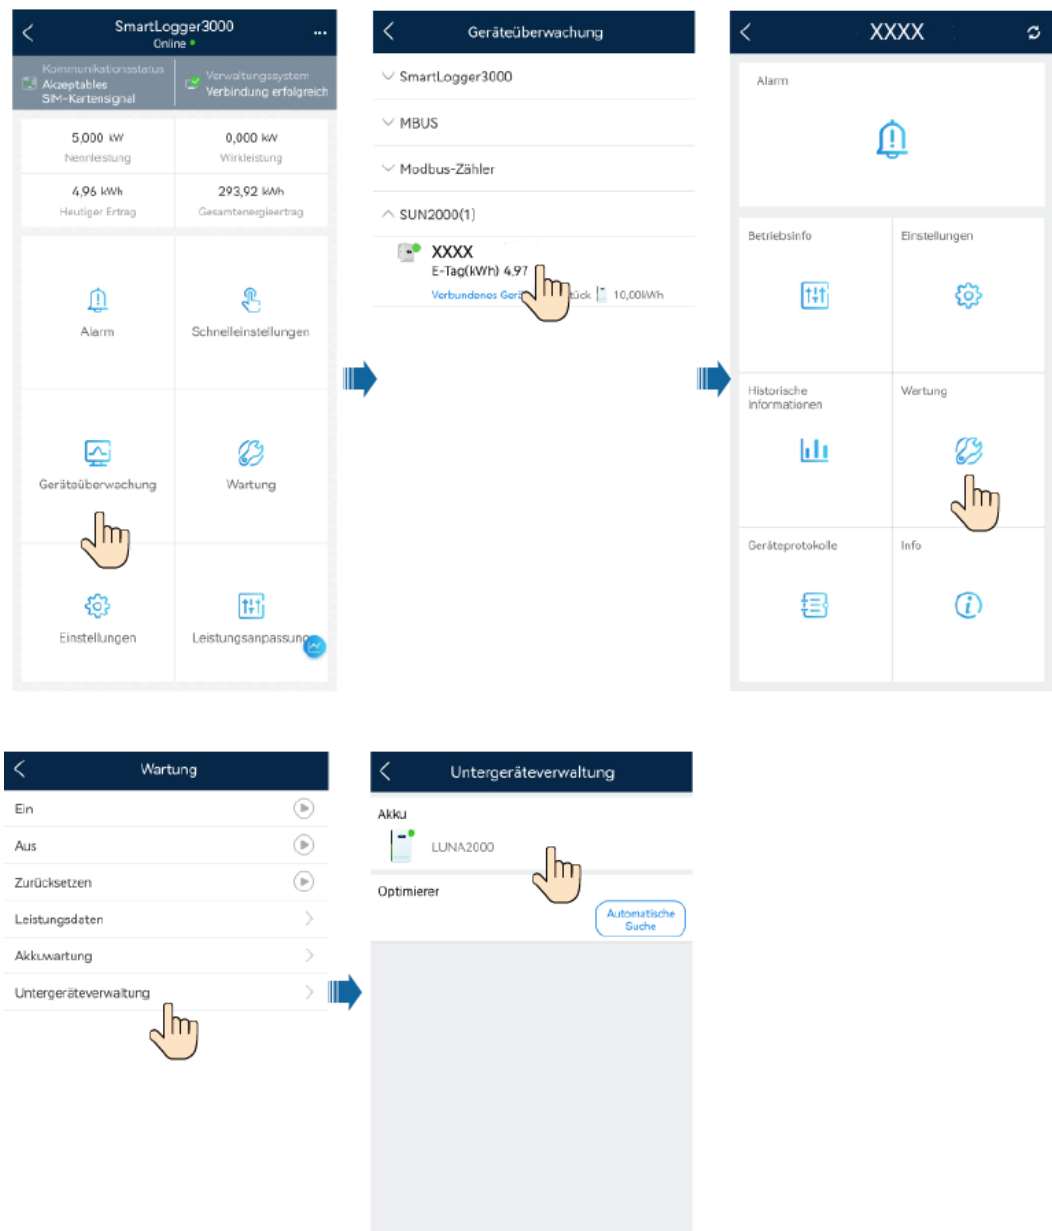 SmartLogger3000
Online
Kommunikationsstatus
Akzeptables
SIM-Kartensignal
Verwaltungssystem
Verbindung erfolgreich
5,000 kW
Nennleistung
0,000 kW
Wirkleistung
4,96 kWh
Heutiger Ertrag
293,92 kWh
Gesamtenergieertrag
Alarm
Schnelleinstellungen
Geräteüberwachung
Wartung
Einstellungen
Leistungsanpassung
Geräteüberwachung
SmartLogger3000
MBUS
Modbus-Zähler
SUN2000(1)
XXXX
E-Tag(kWh) 4,97
Verbundenes 10,00kWh
XXXX
Alarm
Betriebsinfo
Einstellungen
Historische
Informationen
Wartung
Geräteprotokolle
Info
Wartung
Ein
Aus
Zurücksetzen
Leistungsdaten
Akkuwartung
Untergeräteverwaltung
Untergeräteverwaltung
Akku
LUNA2000
Optimierer
Automatische
Suche